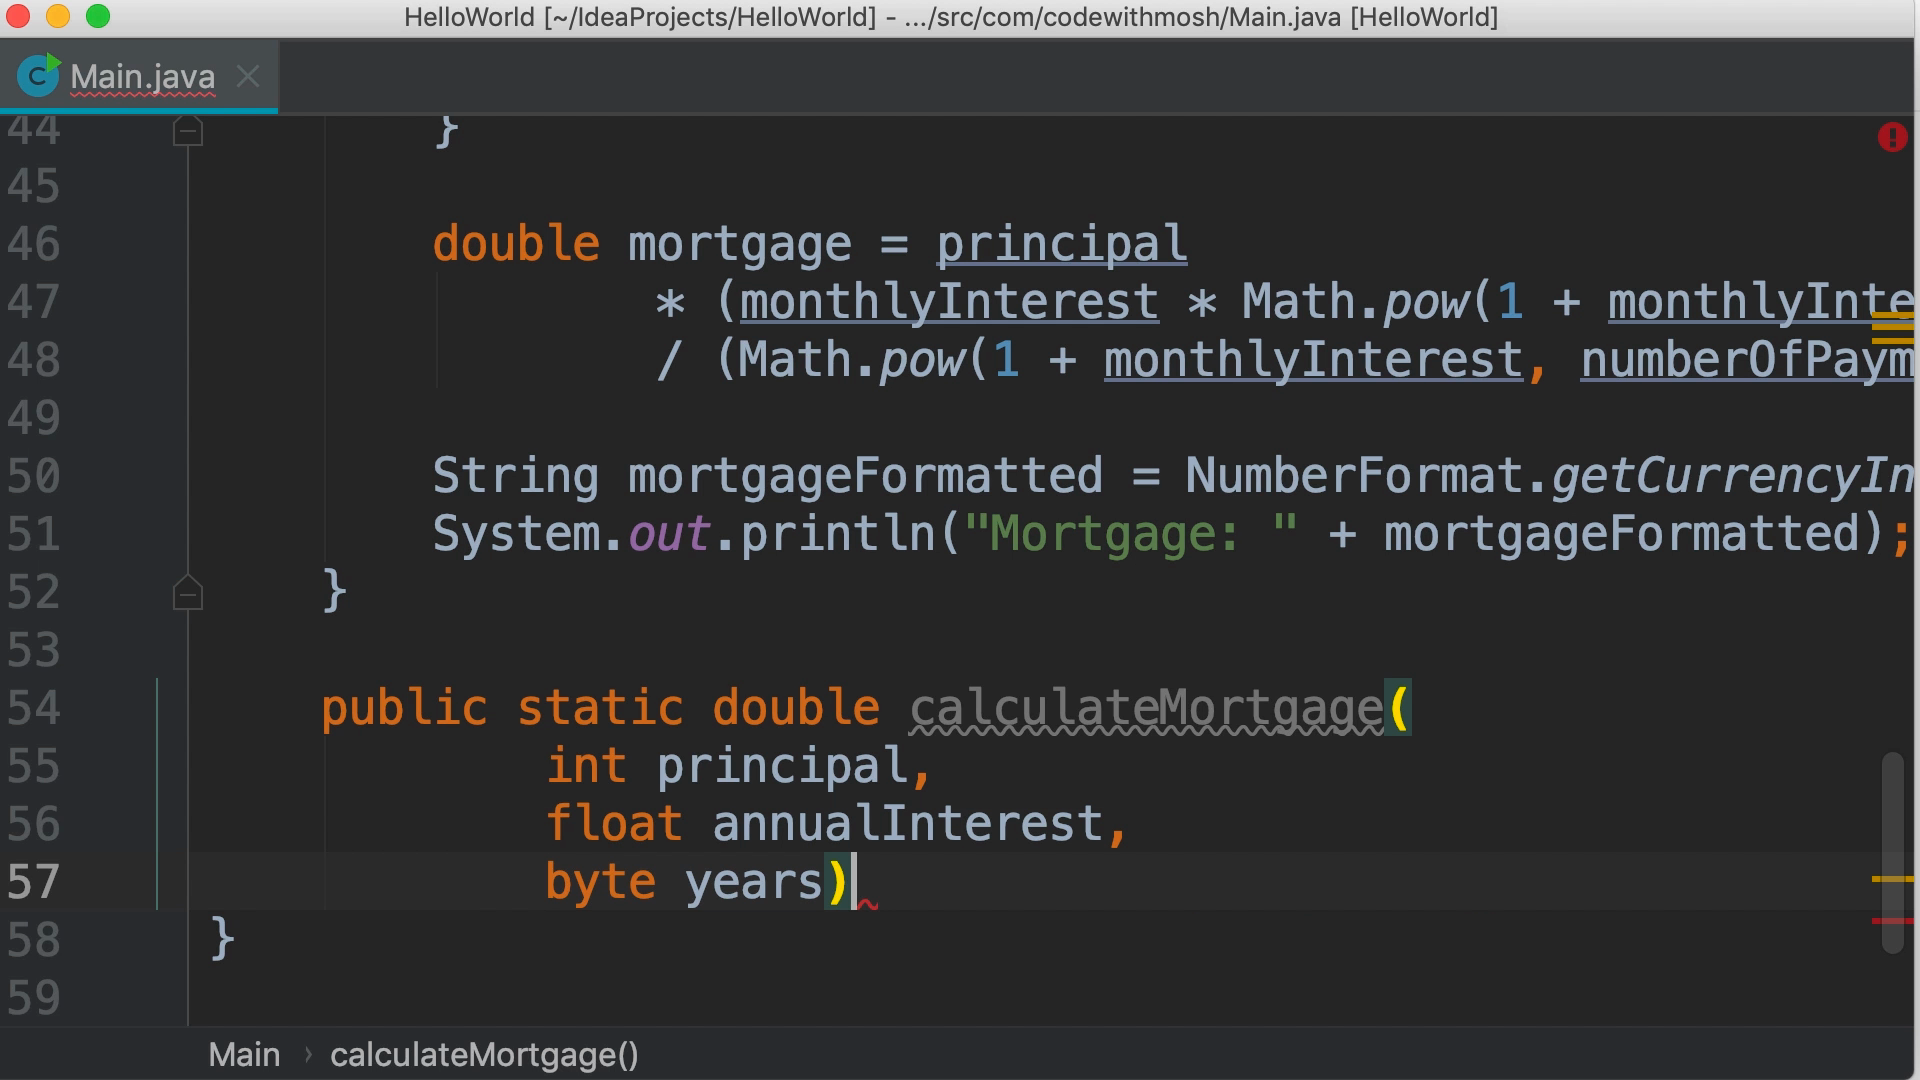 HelloWorld [~/IdeaProjects/HelloWorld] - .../src/com/codewithmosh/Main.java [HelloWorld]
C Main.java
44 }
45
46 double mortgage = principal
47 * (monthlyInterest * Math.pow(1 + monthlyInte
48 / (Math.pow(1 + monthlyInterest, numberOfPaym
49
50 String mortgageFormatted = NumberFormat.getCurrencyIn
51 System.out.println("Mortgage: " + mortgageFormatted);
52 }
53
54 public static double calculateMortgage(
55 int principal,
56 float annualInterest,
57 byte years)
58 }
59
Main › calculateMortgage()